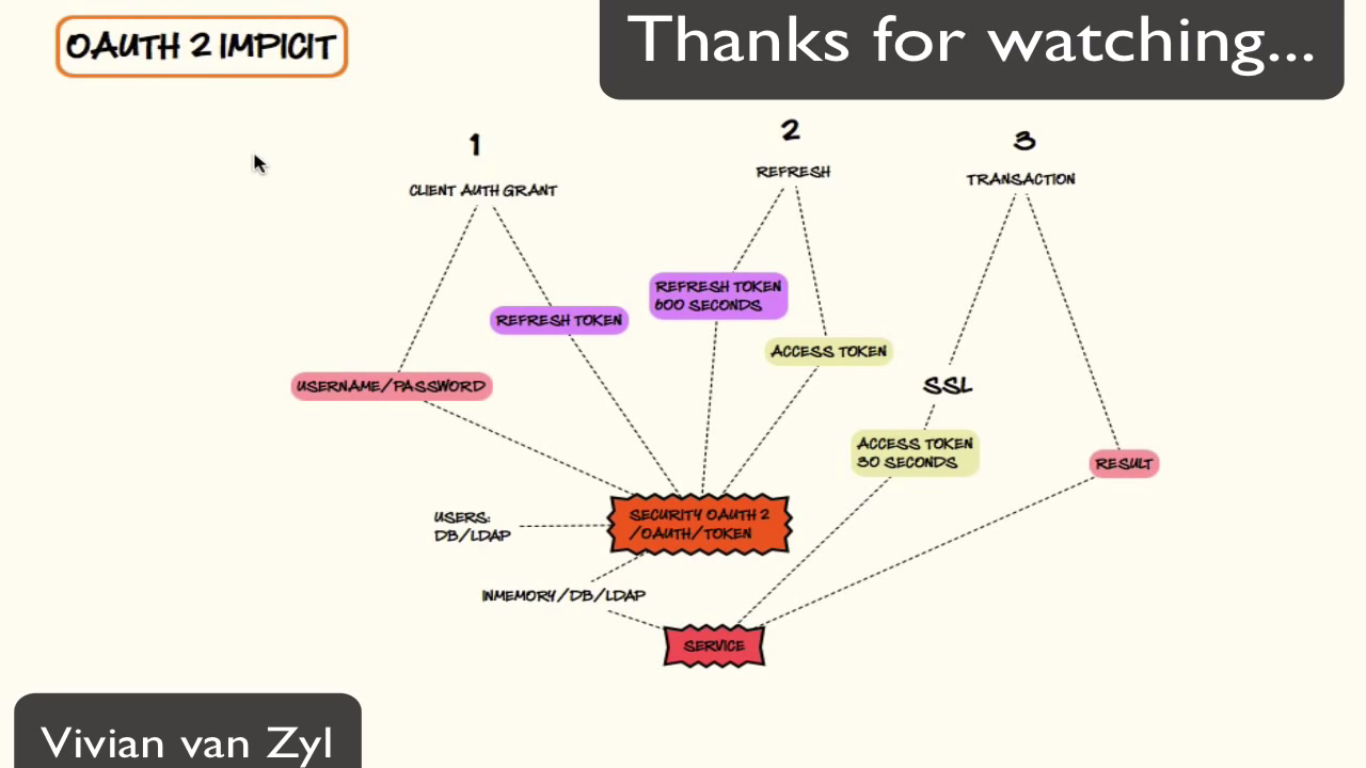 OAUTH 2 IMPICIT
Thanks for watching...
1
CLIENT AUTH GRANT
2
REFRESH
3
TRANSACTION
REFRESH TOKEN
600 SECONDS
REFRESH TOKEN
ACCESS TOKEN
USERNAME/PASSWORD
SSL
ACCESS TOKEN
30 SECONDS
RESULT
USERS:
DB/LDAP
SECURITY OAUTH 2
/OAUTH/TOKEN
INMEMORY/DB/LDAP
SERVICE
Vivian van Zyl